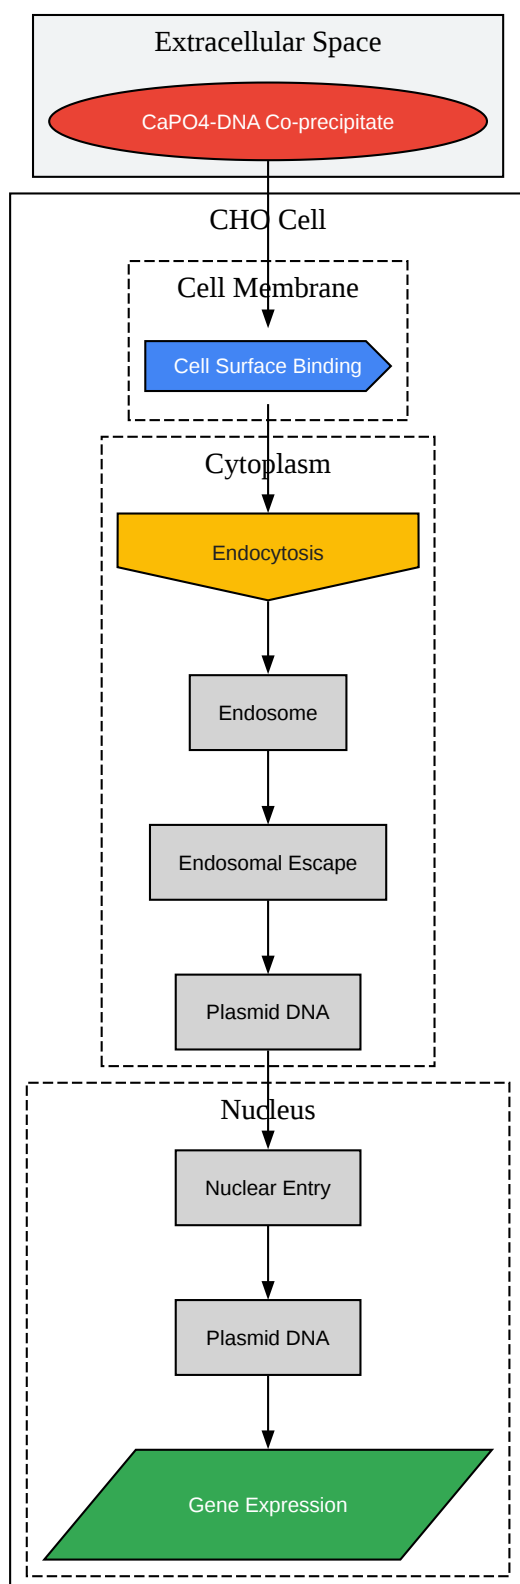 Extracellular Space
CaPO4-DNA Co-precipitate
CHO Cell
Cell Membrane
Cell Surface Binding
Cytoplasm
Endocytosis
Endosome
Endosomal Escape
Plasmid DNA
Nucleus
Nuclear Entry
Plasmid DNA
Gene Expression